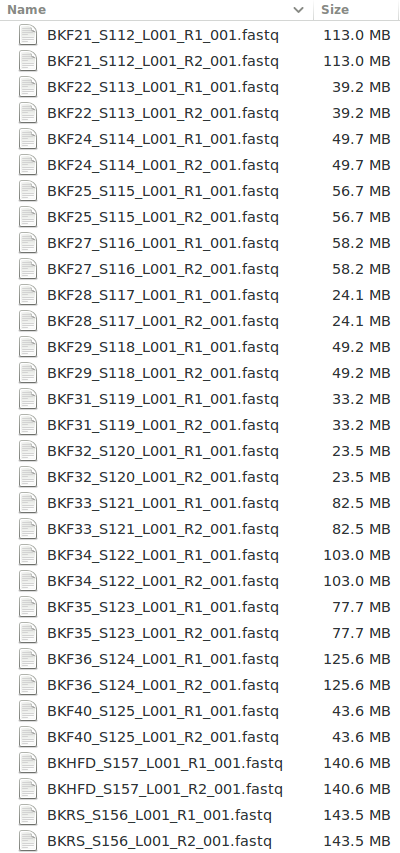 Name Size
BKF21_S112_L001_R1_001.fastq 113.0 MB
BKF21_S112_L001_R2_001.fastq 113.0 MB
BKF22_S113_L001_R1_001.fastq 39.2 MB
BKF22_S113_L001_R2_001.fastq 39.2 MB
BKF24_S114_L001_R1_001.fastq 49.7 MB
BKF24_S114_L001_R2_001.fastq 49.7 MB
BKF25_S115_L001_R1_001.fastq 56.7 MB
BKF25_S115_L001_R2_001.fastq 56.7 MB
BKF27_S116_L001_R1_001.fastq 58.2 MB
BKF27_S116_L001_R2_001.fastq 58.2 MB
BKF28_S117_L001_R1_001.fastq 24.1 MB
BKF28_S117_L001_R2_001.fastq 24.1 MB
BKF29_S118_L001_R1_001.fastq 49.2 MB
BKF29_S118_L001_R2_001.fastq 49.2 MB
BKF31_S119_L001_R1_001.fastq 33.2 MB
BKF31_S119_L001_R2_001.fastq 33.2 MB
BKF32_S120_L001_R1_001.fastq 23.5 MB
BKF32_S120_L001_R2_001.fastq 23.5 MB
BKF33_S121_L001_R1_001.fastq 82.5 MB
BKF33_S121_L001_R2_001.fastq 82.5 MB
BKF34_S122_L001_R1_001.fastq 103.0 MB
BKF34_S122_L001_R2_001.fastq 103.0 MB
BKF35_S123_L001_R1_001.fastq 77.7 MB
BKF35_S123_L001_R2_001.fastq 77.7 MB
BKF36_S124_L001_R1_001.fastq 125.6 MB
BKF36_S124_L001_R2_001.fastq 125.6 MB
BKF40_S125_L001_R1_001.fastq 43.6 MB
BKF40_S125_L001_R2_001.fastq 43.6 MB
BKHFD_S157_L001_R1_001.fastq 140.6 MB
BKHFD_S157_L001_R2_001.fastq 140.6 MB
BKRS_S156_L001_R1_001.fastq 143.5 MB
BKRS_S156_L001_R2_001.fastq 143.5 MB